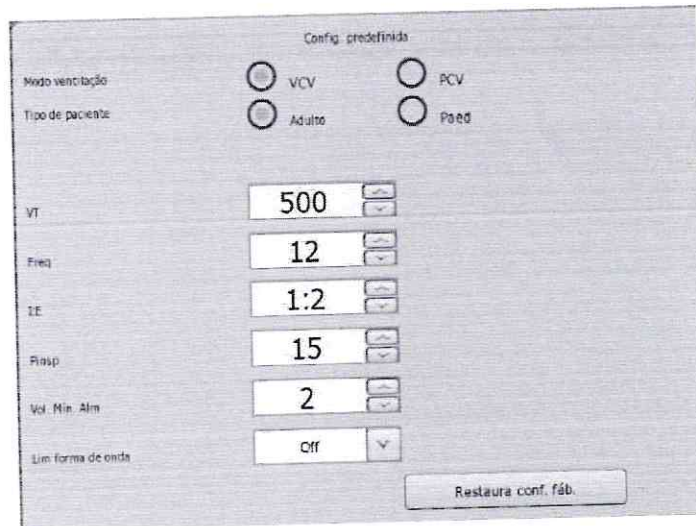 Config. predefinida
Modo ventilação VCV PCV
Tipo de paciente Adulto Paed
VT 500
Freq 12
I:E 1:2
Pinsp 15
Vol. Min. Alm 2
Lim forma de onda Off
Restaura conf. fáb.